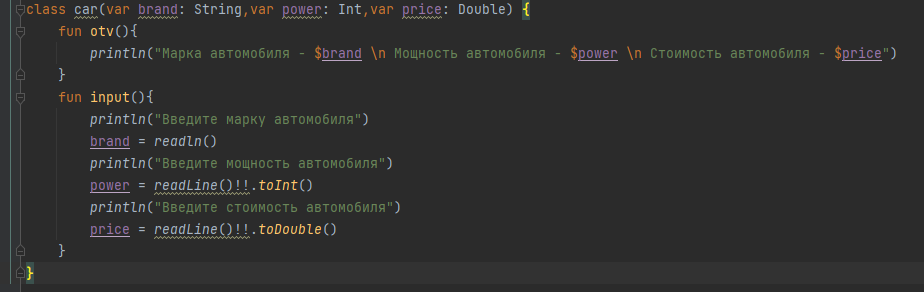 class car(var brand: String,var power: Int,var price: Double) {
fun otv(){
println("Марка автомобиля - $brand \n Мощность автомобиля - $power \n Стоимость автомобиля - $price")
}
fun input(){
println("Введите марку автомобиля")
brand = readln()
println("Введите мощность автомобиля")
power = readLine()!!.toInt()
println("Введите стоимость автомобиля")
price = readLine()!!.toDouble()
}
}